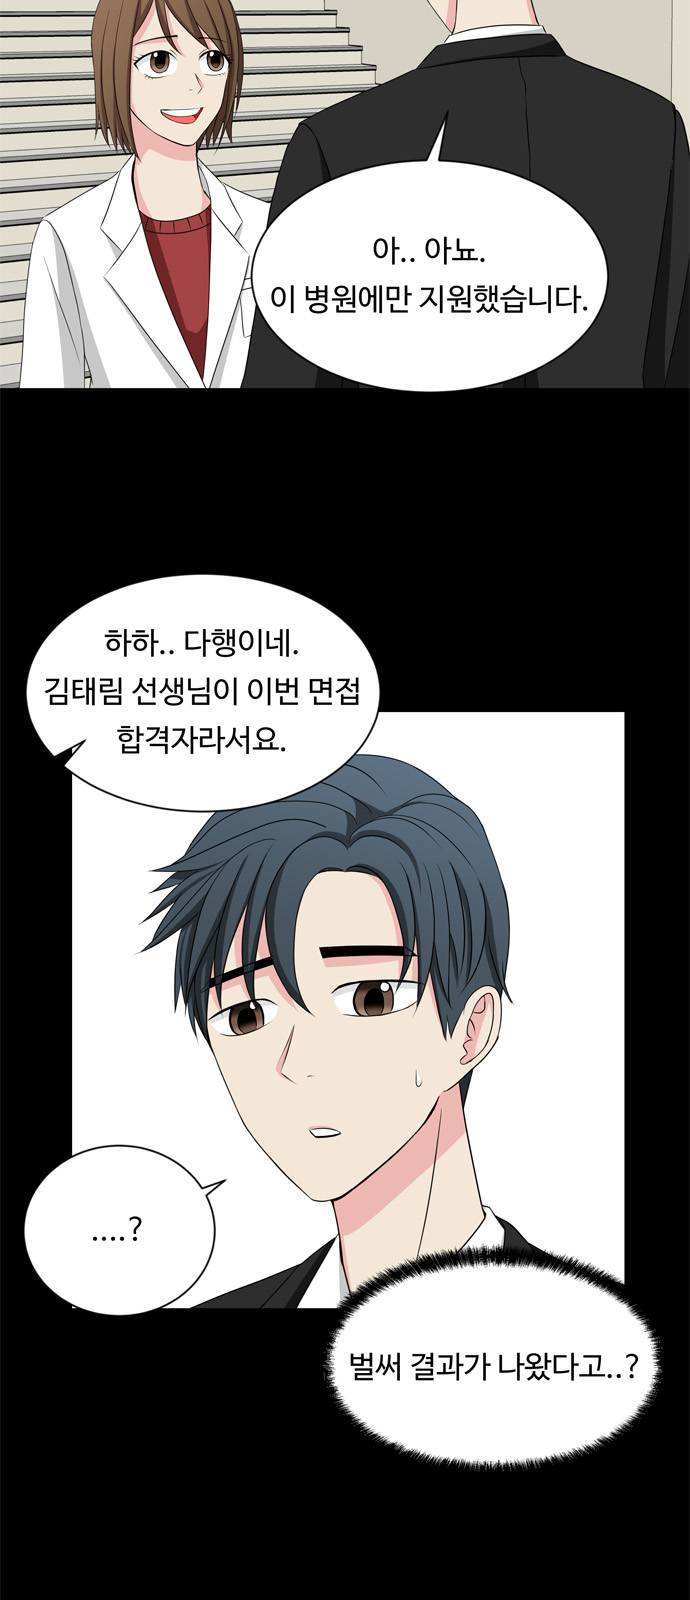 아.. 아뇨.
이 병원에만 지원했습니다.
하하.. 다행이네.
김태림 선생님이 이번 면접
합격자라서요.
....?
벌써 결과가 나왔다고..?